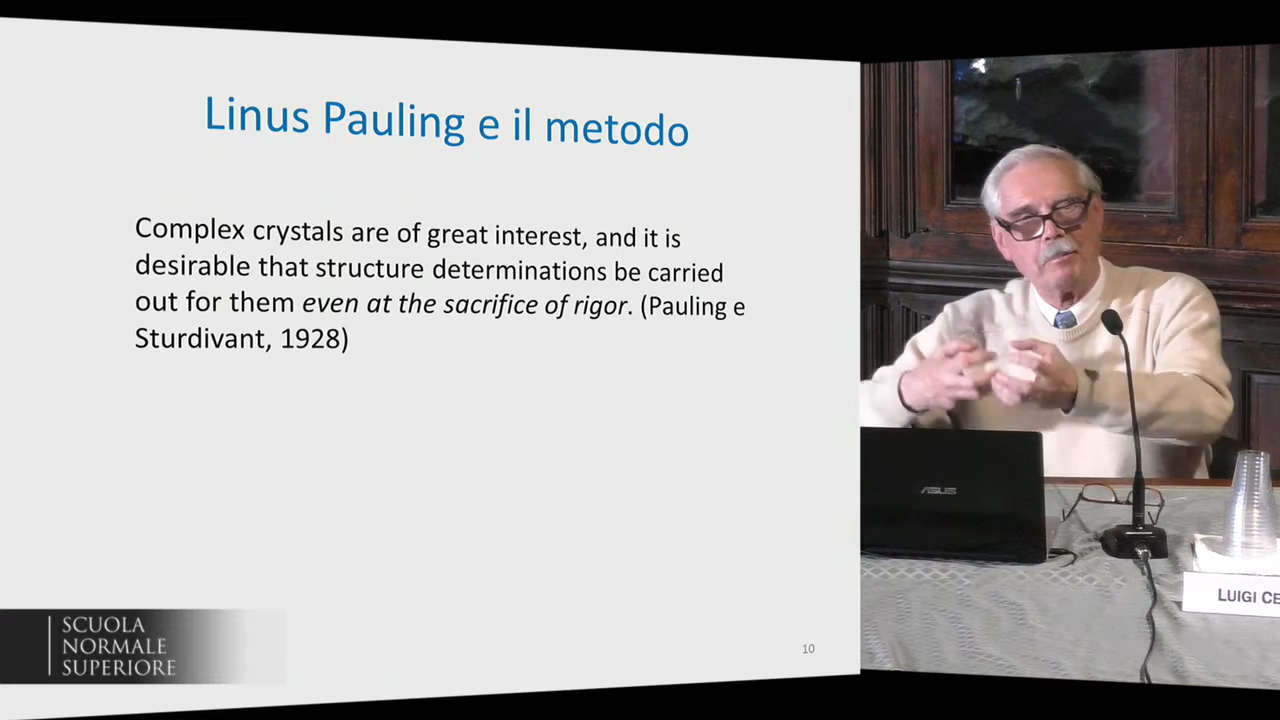 Linus Pauling e il metodo
Complex crystals are of great interest, and it is
desirable that structure determinations be carried
out for them even at the sacrifice of rigor. (Pauling e
Sturdivant, 1928)
SCUOLA
NORMALE
SUPERIORE
10
ASUS
LUIGI CE